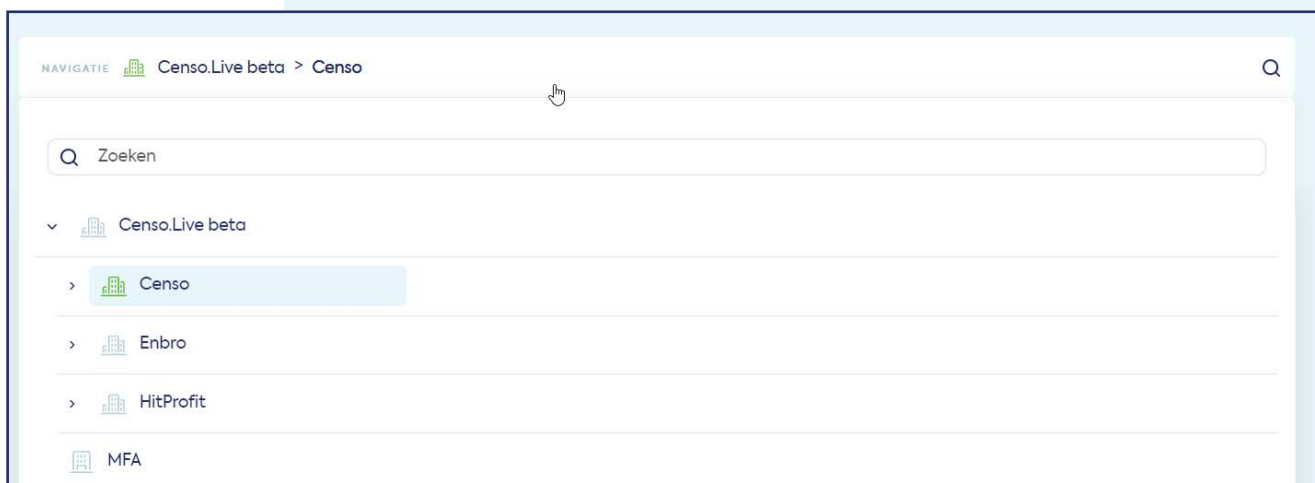 NAVIGATIE Censo.Live beta > Censo
Zoeken
Censo.Live beta
Censo
Enbro
HitProfit
MFA